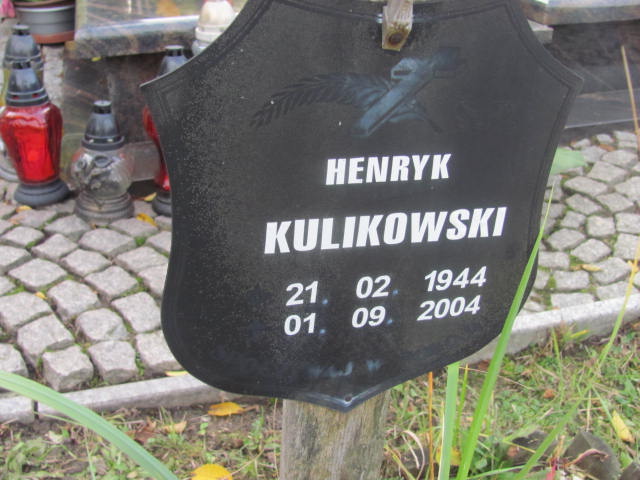 HENRYK
KULIKOWSKI
21. 02. 1944
01. 09. 2004